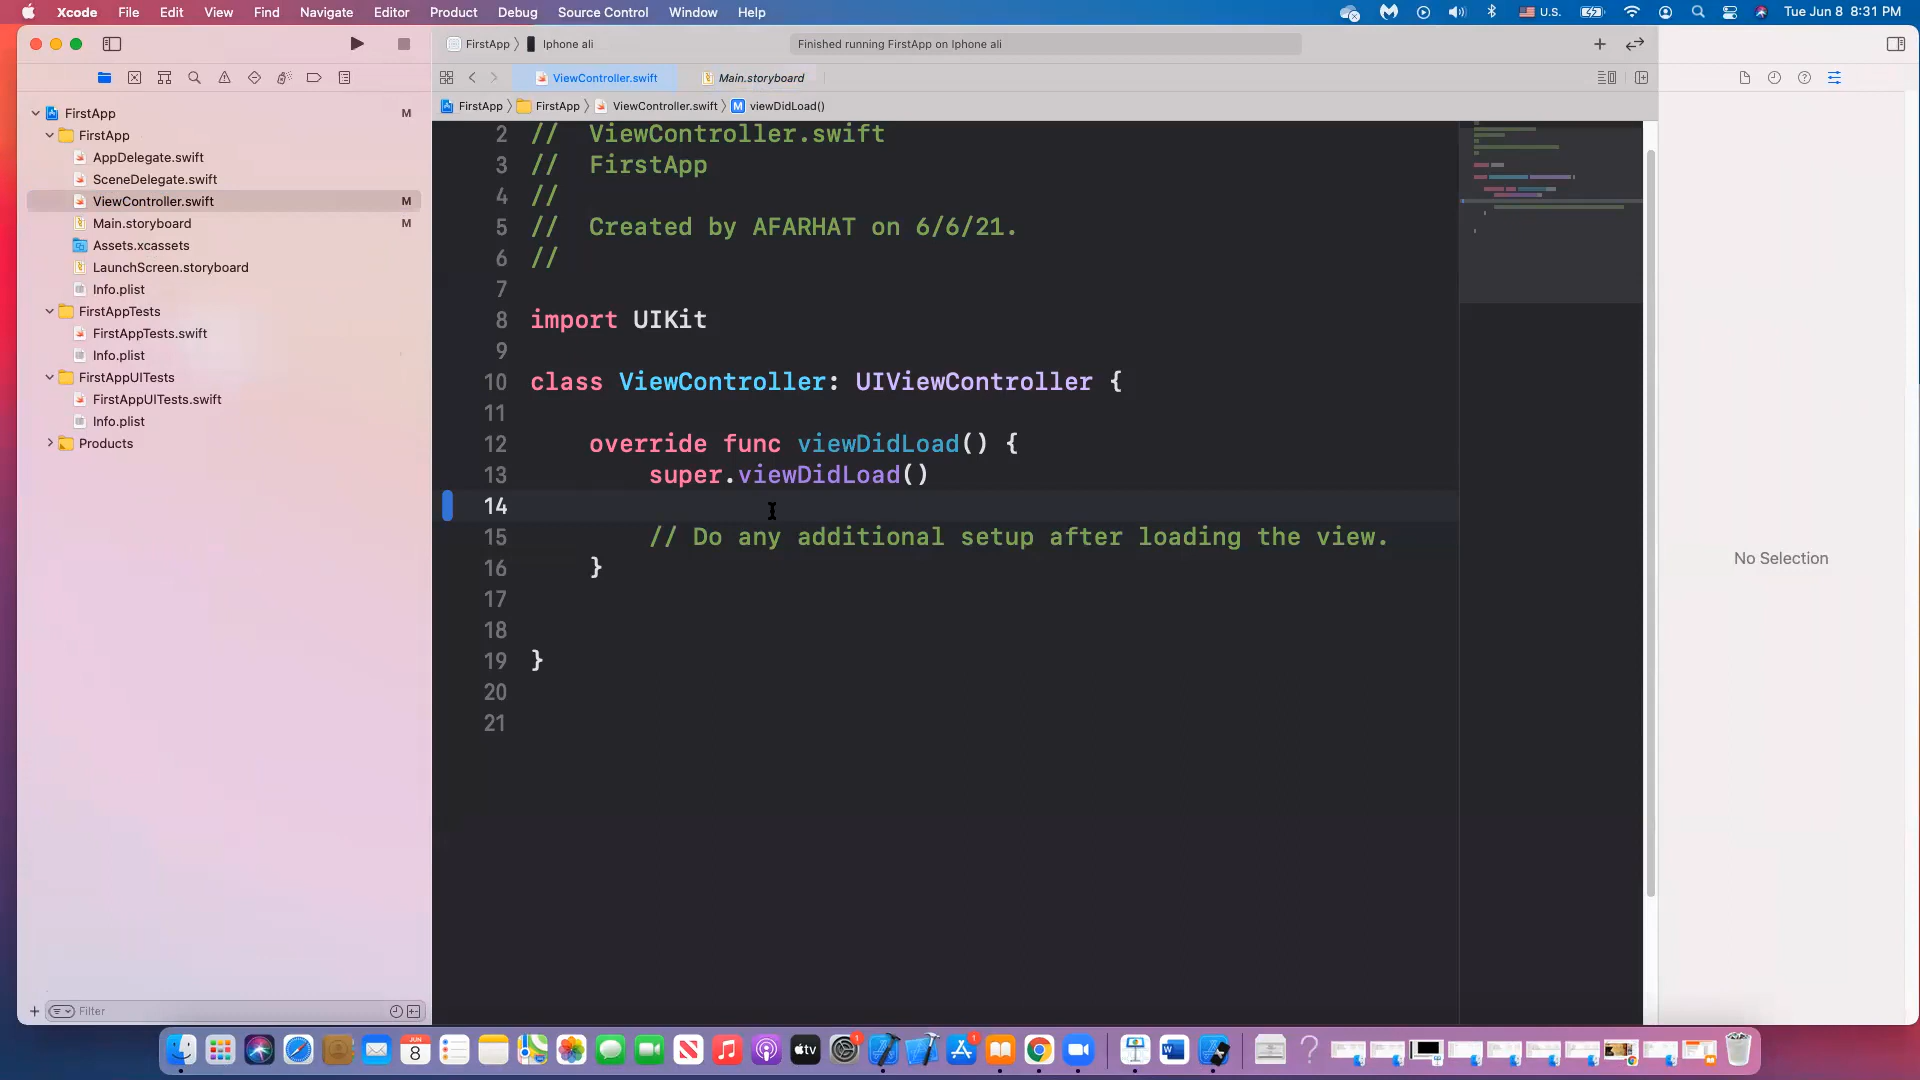 Xcode File Edit View Find Navigate Editor Product Debug Source Control Window Help U.S. Tue Jun 8 8:31 PM
FirstApp Iphone ali Finished running FirstApp on Iphone ali
ViewController.swift Main.storyboard
FirstApp FirstApp ViewController.swift M viewDidLoad()
FirstApp M
FirstApp
AppDelegate.swift
SceneDelegate.swift
ViewController.swift M
Main.storyboard M
Assets.xcassets
LaunchScreen.storyboard
Info.plist
FirstAppTests
FirstAppTests.swift
Info.plist
FirstAppUITests
FirstAppUITests.swift
Info.plist
Products
2 // ViewController.swift
3 // FirstApp
4 //
5 // Created by AFARHAT on 6/6/21.
6 //
7
8 import UIKit
9
10 class ViewController: UIViewController {
11
12 override func viewDidLoad() {
13 super.viewDidLoad()
14
15 // Do any additional setup after loading the view.
16 }
17
18
19 }
20
21
No Selection
Filter
JUN
8
tv
1
1
W